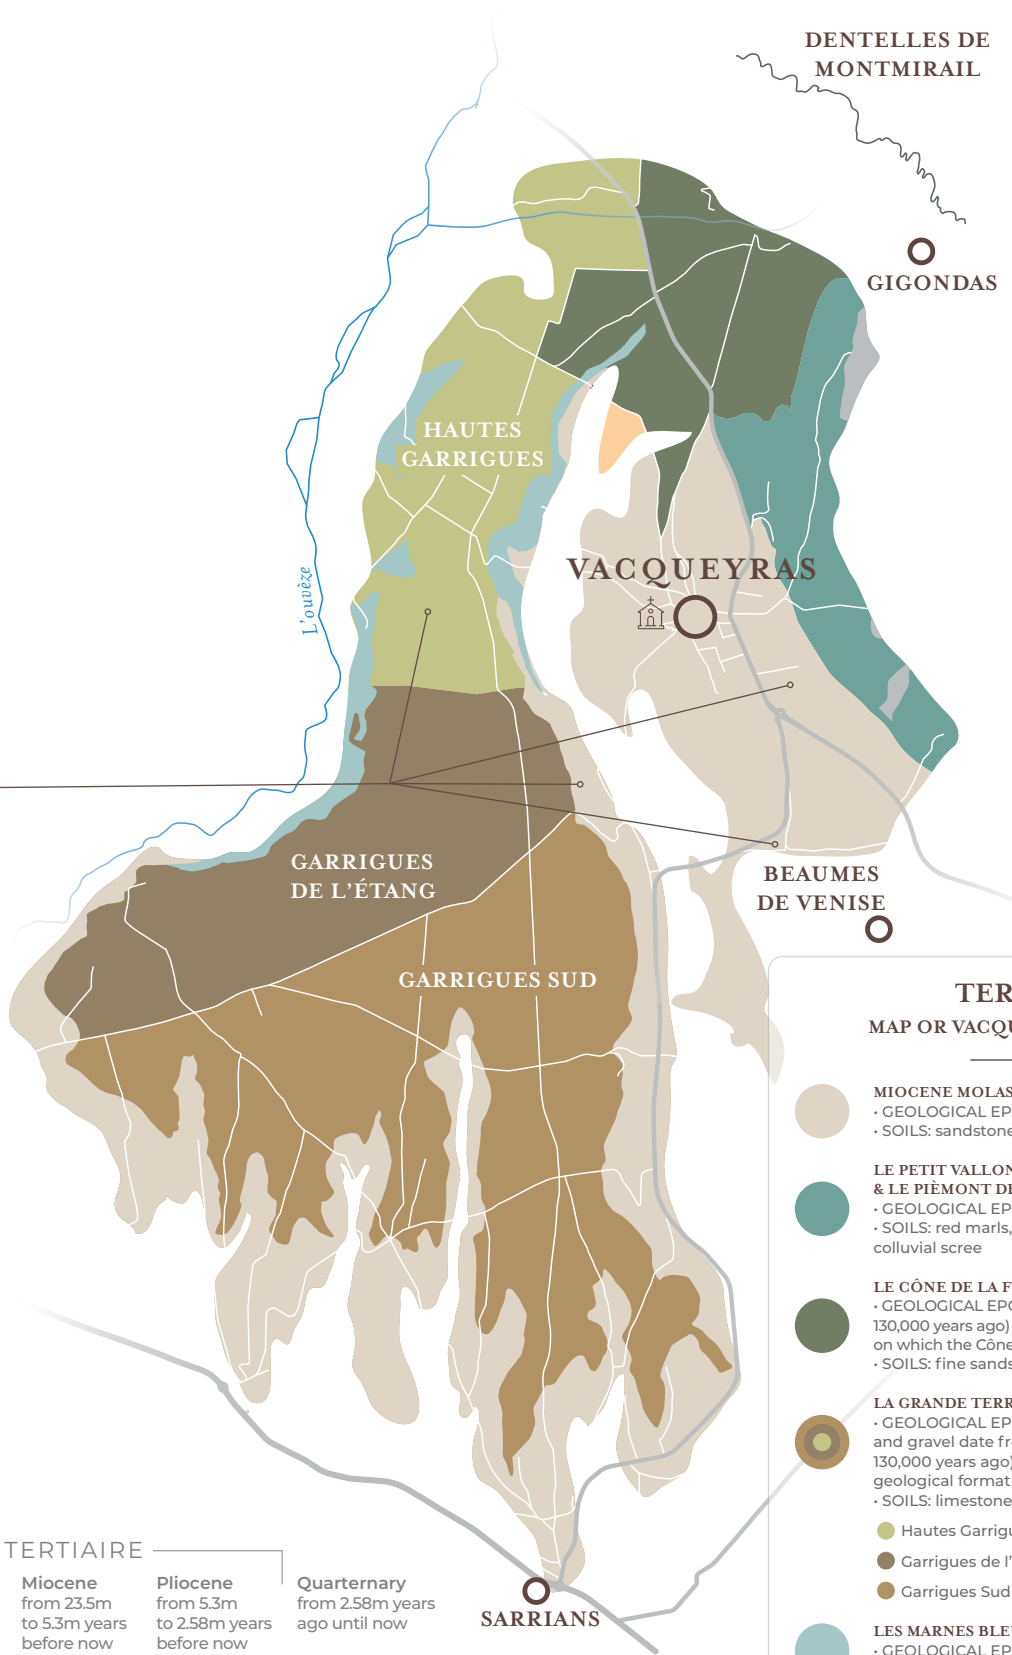 DENTELLES DE
MONTMIRAIL
GIGONDAS
HAUTES
GARRIGUES
L'ouvèze
VACQUEYRAS
GARRIGUES
DE L'ÉTANG
BEAUMES
DE VENISE
GARRIGUES SUD
SARRIANS
TERTIAIRE
Miocene
from 23.5m
to 5.3m years
before now
Pliocene
from 5.3m
to 2.58m years
before now
Quarternary
from 2.58m years
ago until now
TER
MAP OR VACQU
MIOCENE MOLAS
• GEOLOGICAL EP
• SOILS: sandstone
LE PETIT VALLON
& LE PIÈMONT DE
• GEOLOGICAL EP
• SOILS: red marls,
colluvial scree
LE CÔNE DE LA F
• GEOLOGICAL EPO
130,000 years ago)
on which the Cône
• SOILS: fine sands
LA GRANDE TERR
• GEOLOGICAL EP
and gravel date fr
130,000 years ago)
geological formati
• SOILS: limestone
Hautes Garrigu
Garrigues de l'
Garrigues Sud
LES MARNES BLEU
• GEOLOGICAL EP